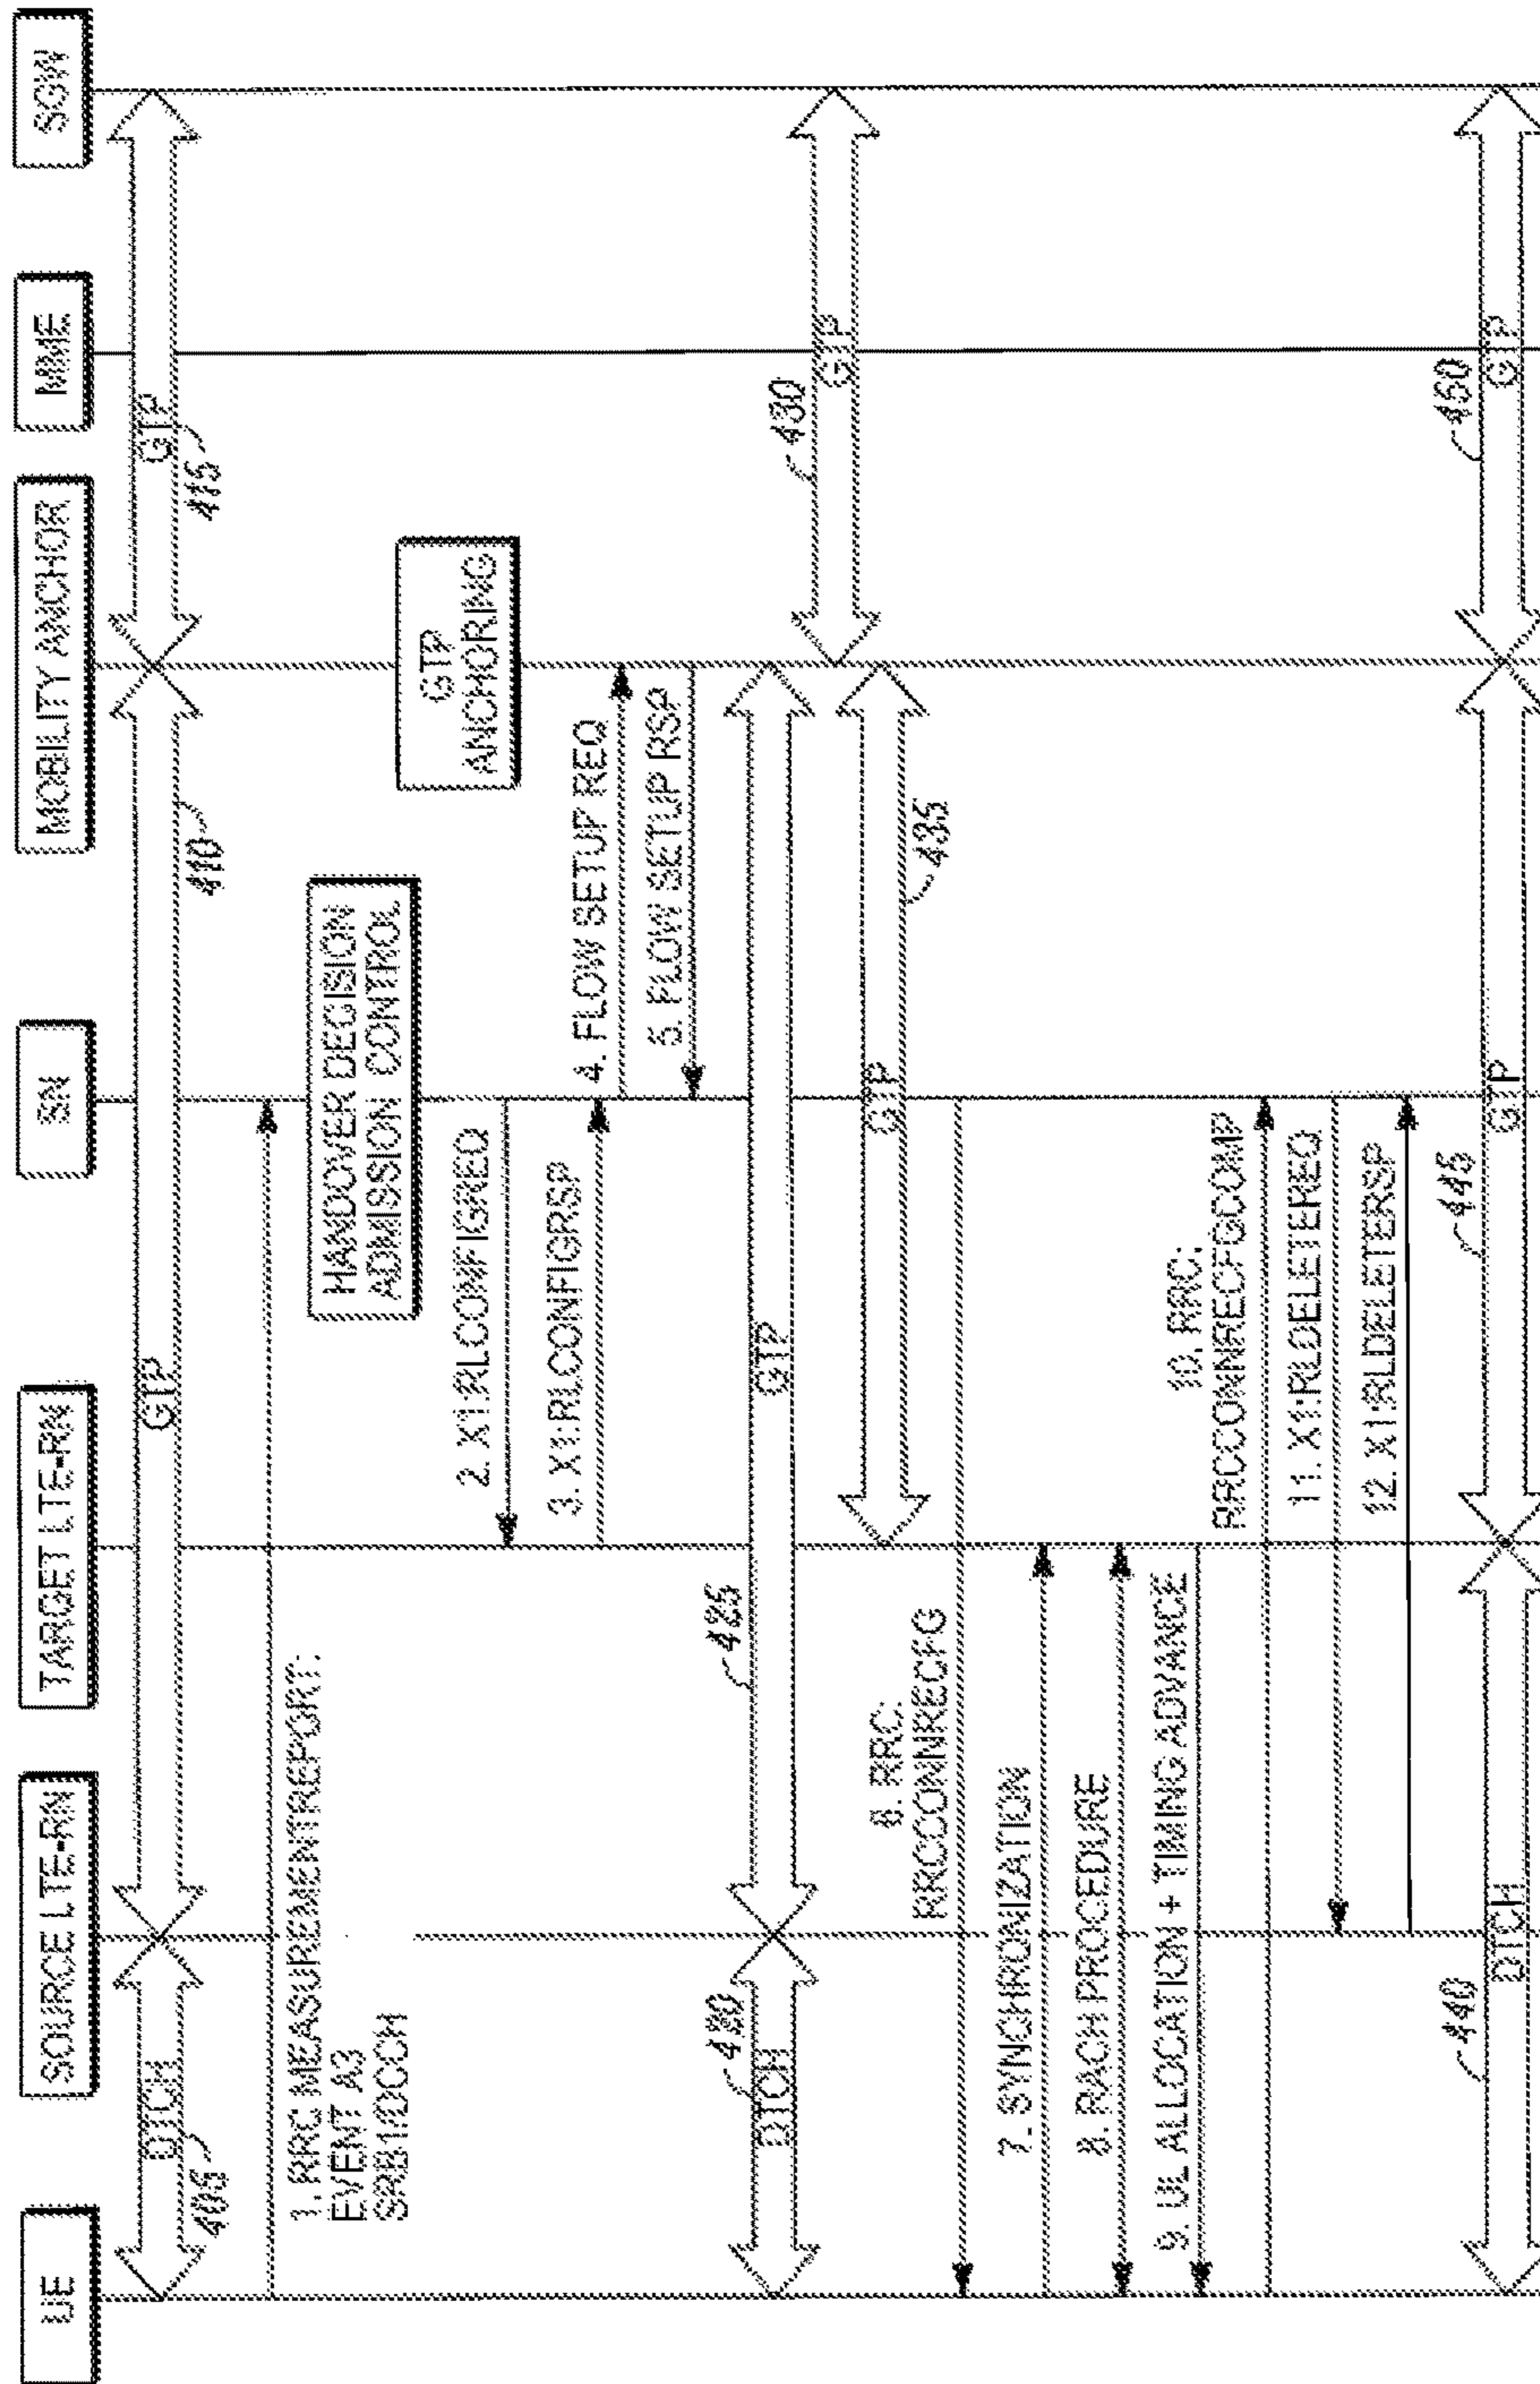 UE
SOURCE LTE-RN
TARGET LTE-RN
SN
MOBILITY ANCHOR
MME
SGW
DTCH
405
GTP
410
GTP
415
1. RRC MEASUREMENTREPORT:
EVENT A3
SRB1/DCCH
HANDOVER DECISION
ADMISSION CONTROL
GTP
ANCHORING
2. X1:RLCONFIGREQ
3. X1:RLCONFIGRSP
4. FLOW SETUP REQ
5. FLOW SETUP RSP
420
DTCH
425
GTP
430
GTP
GTP
435
6. RRC:
RRCCONNRECFG
7. SYNCHRONIZATION
8. RACH PROCEDURE
9. UL ALLOCATION + TIMING ADVANCE
10. RRC:
RRCCONNRECFGCOMP
11. X1:RLDELETEREQ
12. X1:RLDELETERSP
440
DTCH
445
GTP
450
GTP